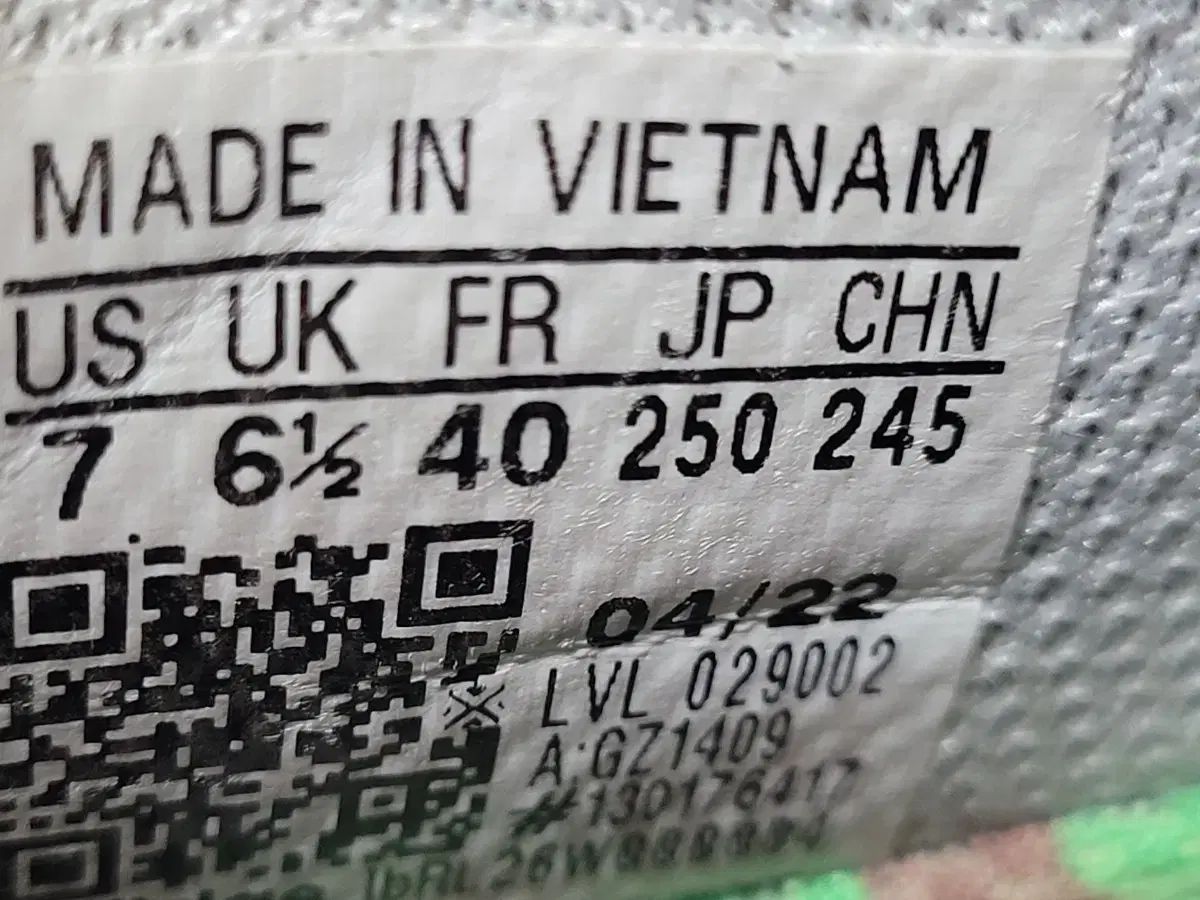 MADE IN VIETNAM
US UK FR JP CHN
7 6½ 40 250 245
04/22
LVL 029002
A:GZ1409
#130176417